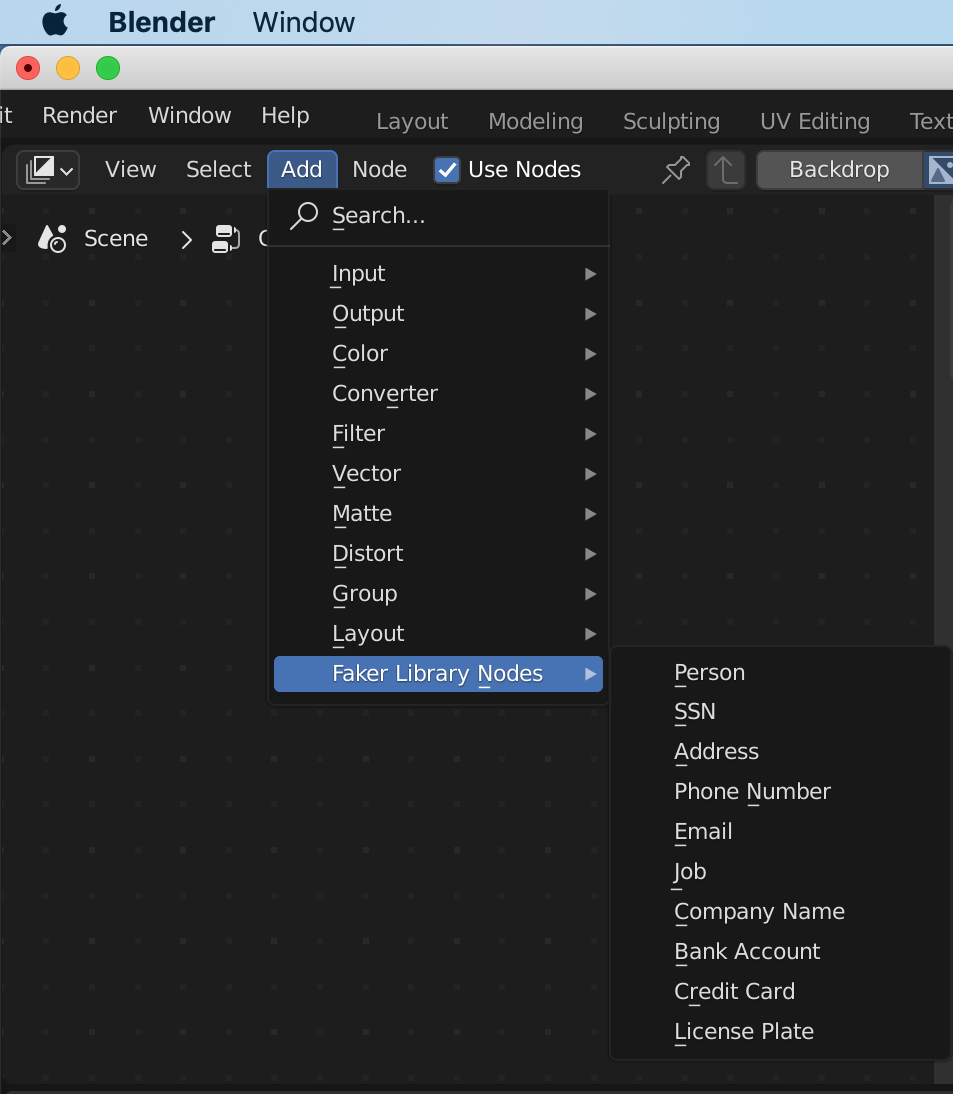 Blender Window
Render Window Help Layout Modeling Sculpting UV Editing
View Select Add Node Use Nodes Backdrop
Scene
Search...
Input
Output
Color
Converter
Filter
Vector
Matte
Distort
Group
Layout
Faker Library Nodes
Person
SSN
Address
Phone Number
Email
Job
Company Name
Bank Account
Credit Card
License Plate